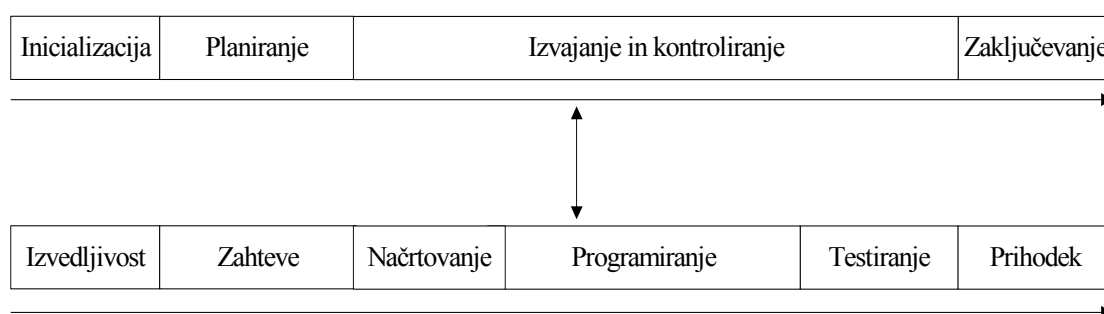 Inicializacija Planiranje Izvajanje in kontroliranje Zaključevanje
Izvedljivost Zahteve Načrtovanje Programiranje Testiranje Prihodek